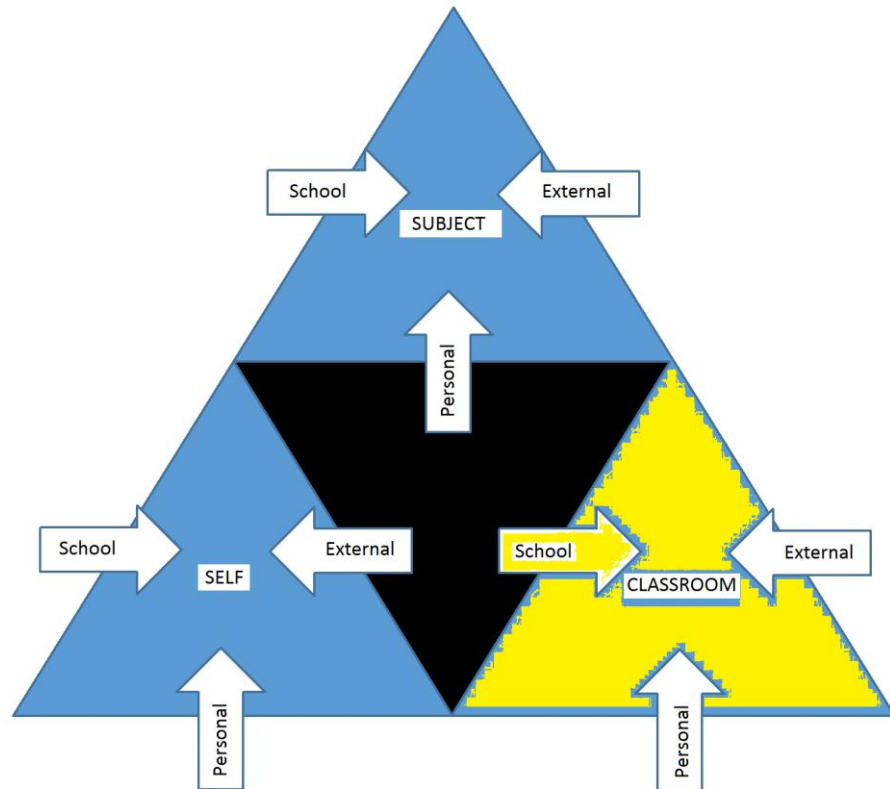 School
External
SUBJECT
Personal
School
External
SELF
Personal
School
External
CLASSROOM
Personal